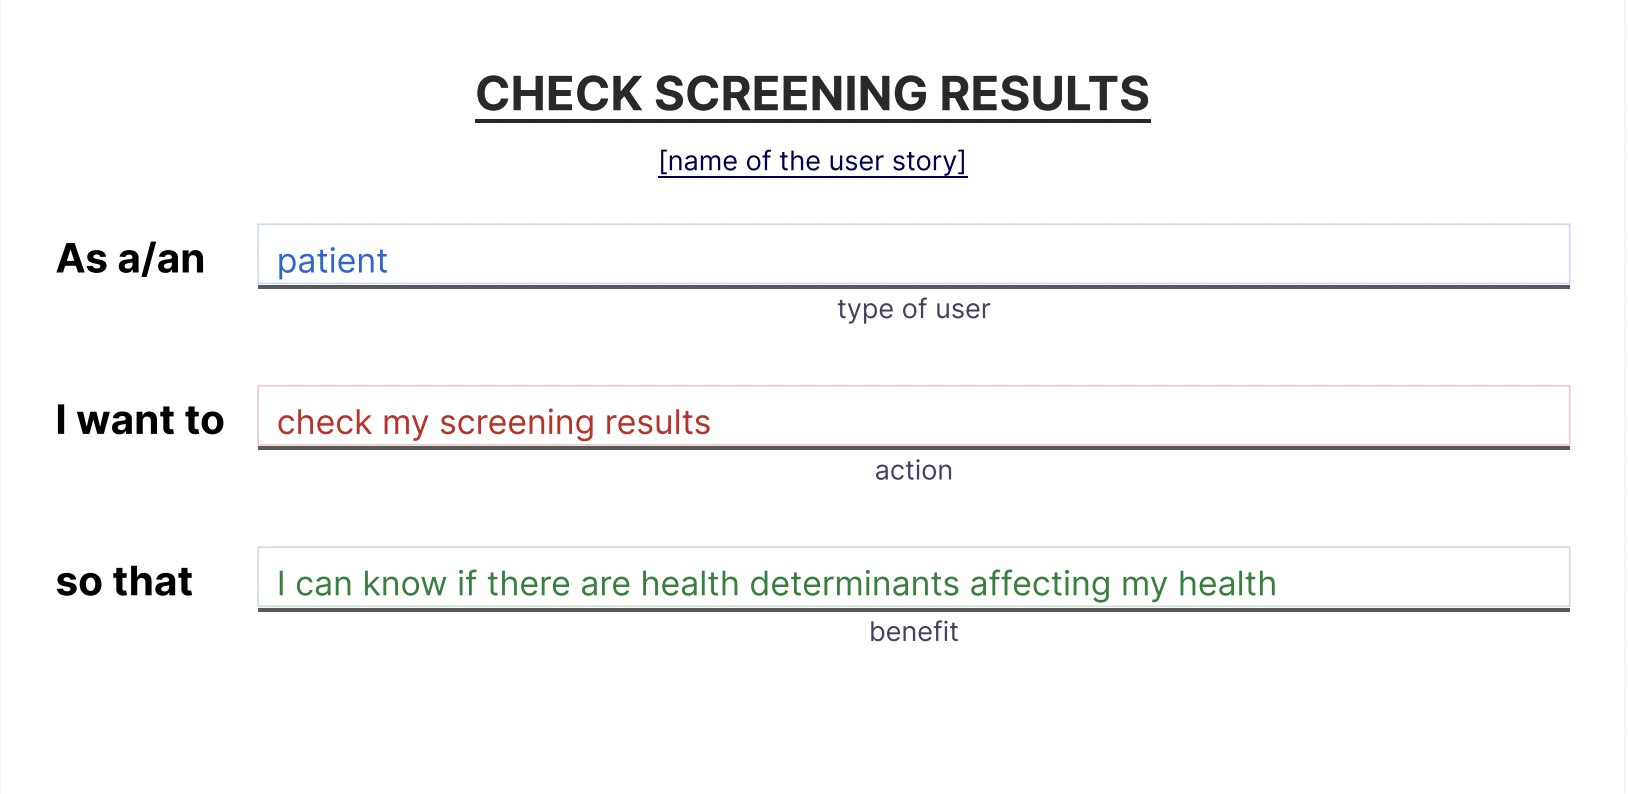 CHECK SCREENING RESULTS
[name of the user story]
As a/an patient
type of user
I want to check my screening results
action
so that I can know if there are health determinants affecting my health
benefit